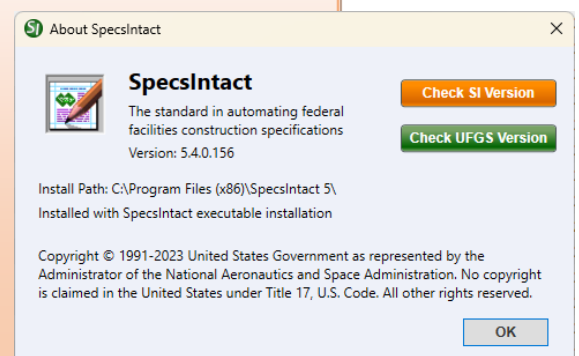 SI About SpecsIntact
SpecsIntact
The standard in automating federal
facilities construction specifications
Version: 5.4.0.156
Check SI Version
Check UFGS Version
Install Path: C:\Program Files (x86)\SpecsIntact 5\
Installed with SpecsIntact executable installation
Copyright © 1991-2023 United States Government as represented by the
Administrator of the National Aeronautics and Space Administration. No copyright
is claimed in the United States under Title 17, U.S. Code. All other rights reserved.
OK